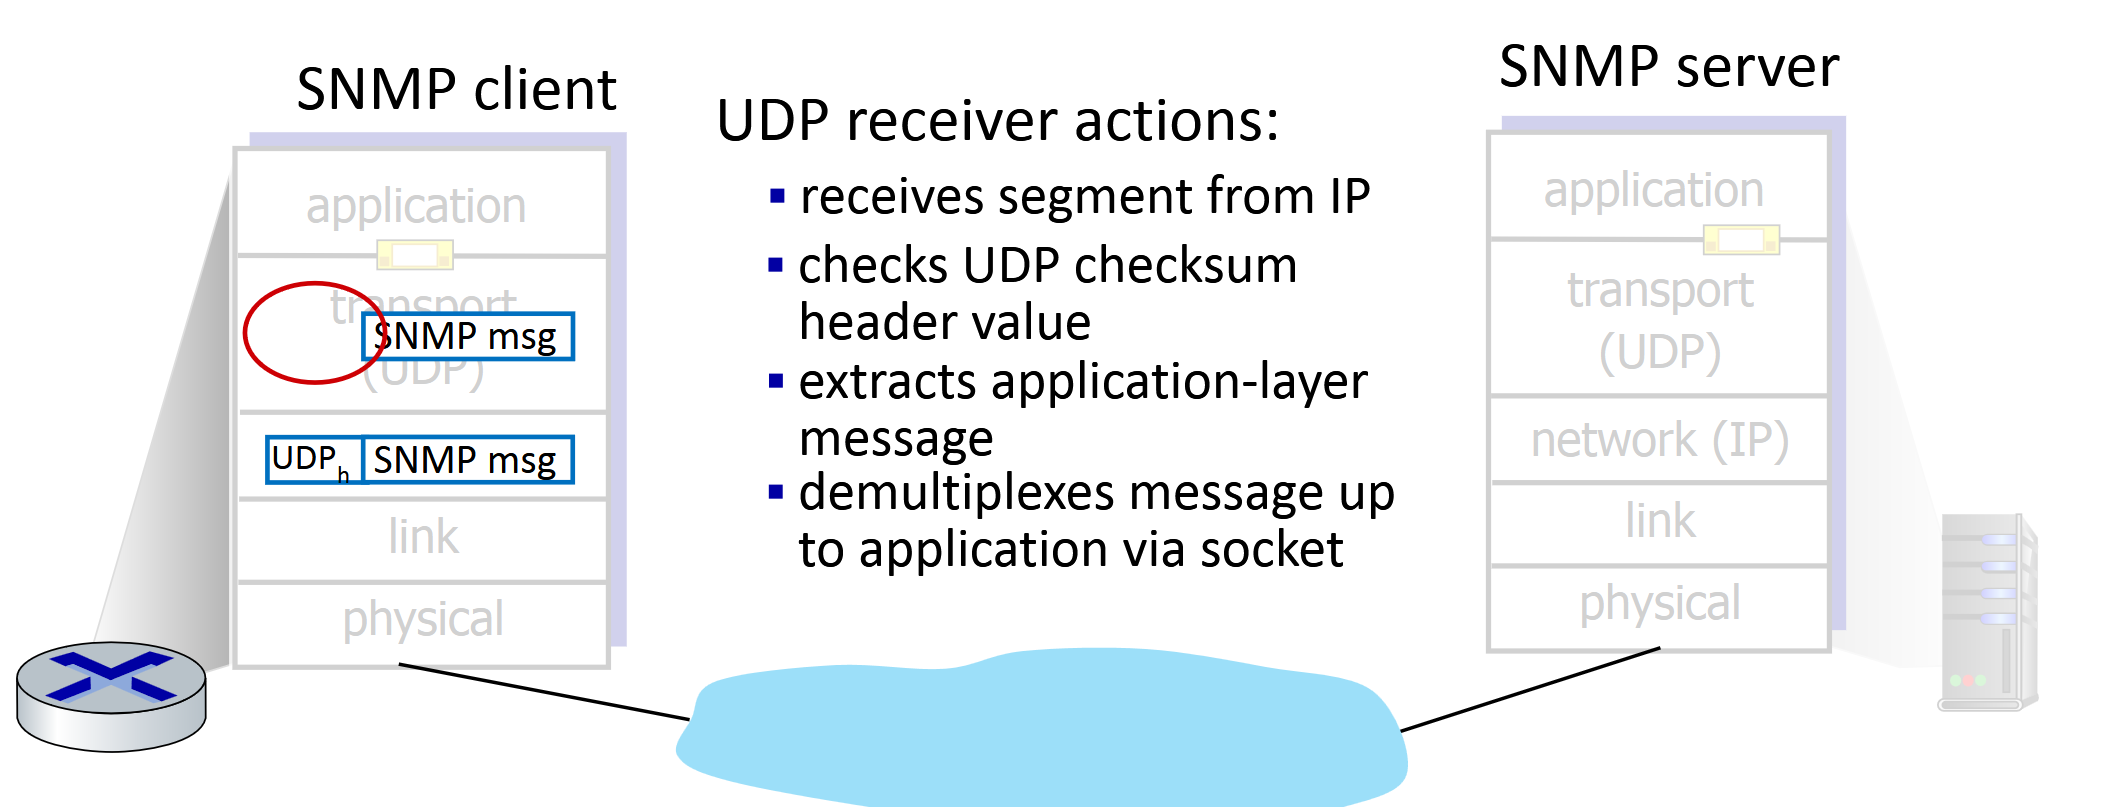 SNMP client
application
transport
SNMP msg
(UDP)
UDPh SNMP msg
link
physical
UDP receiver actions:
▪ receives segment from IP
▪ checks UDP checksum
header value
▪ extracts application-layer
message
▪ demultiplexes message up
to application via socket
SNMP server
application
transport
(UDP)
network (IP)
link
physical